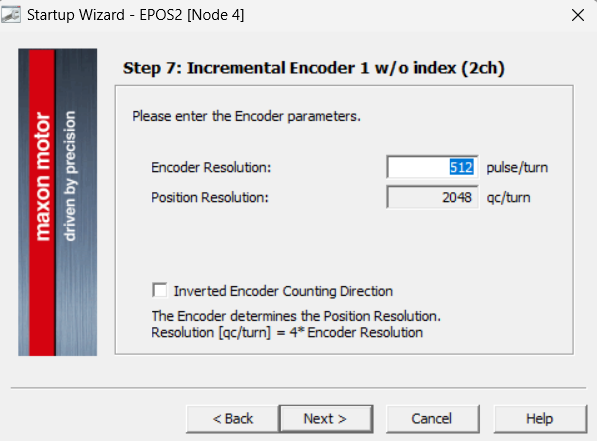 Startup Wizard - EPOS2 [Node 4]
Step 7: Incremental Encoder 1 w/o index (2ch)
maxon motor
driven by precision
Please enter the Encoder parameters.
Encoder Resolution: 512 pulse/turn
Position Resolution: 2048 qc/turn
Inverted Encoder Counting Direction
The Encoder determines the Position Resolution.
Resolution [qc/turn] = 4* Encoder Resolution
< Back Next > Cancel Help